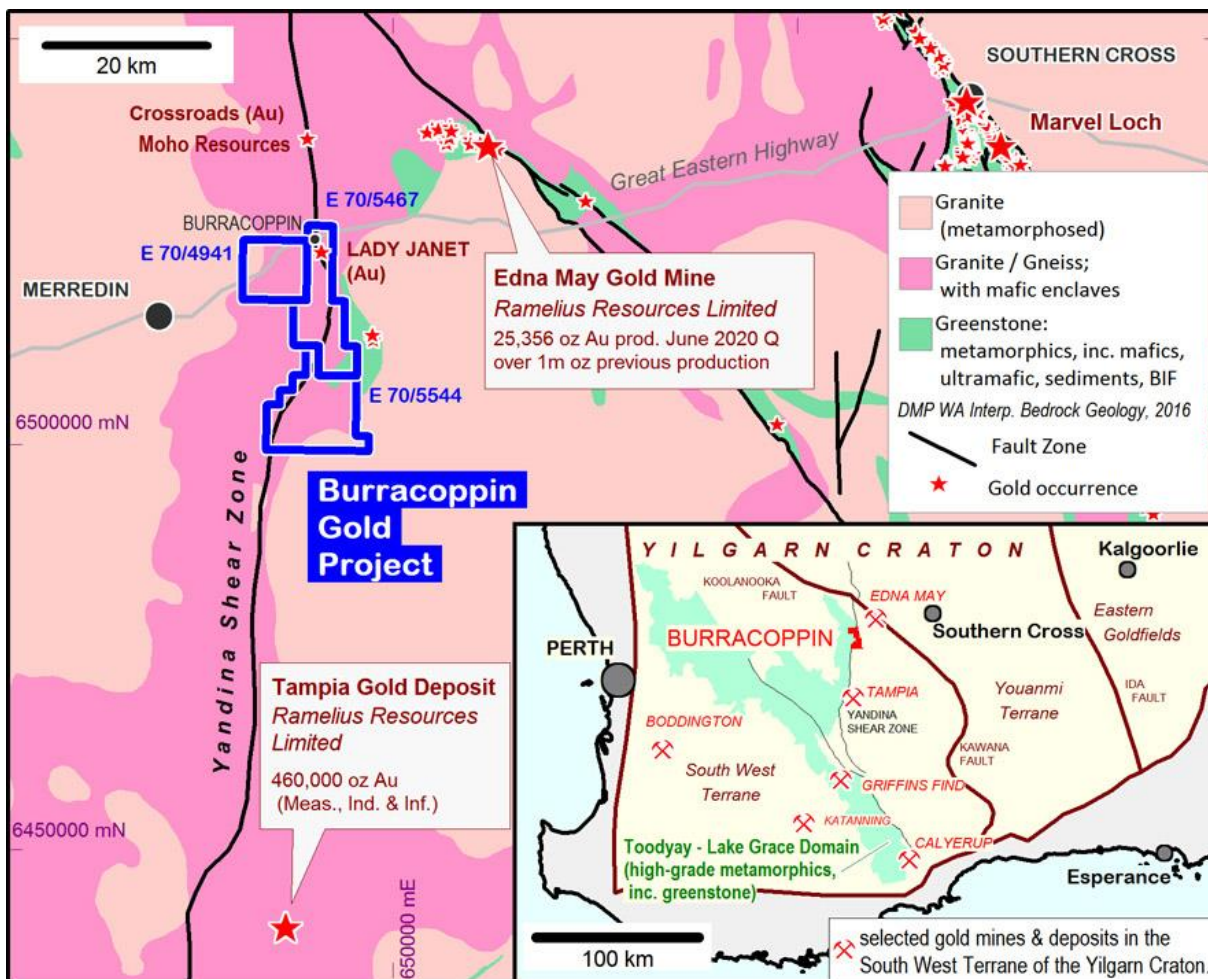 20 km
SOUTHERN CROSS
Crossroads (Au)
Moho Resources
Marvel Loch
Great Eastern Highway
E 70/5467
BURRACOPPIN
E 70/4941
LADY JANET
(Au)
MERREDIN
Edna May Gold Mine
Ramelius Resources Limited
25,356 oz Au prod. June 2020 Q
over 1m oz previous production
Granite
(metamorphosed)
Granite / Gneiss;
with mafic enclaves
Greenstone:
metamorphics, inc. mafics,
ultramafic, sediments, BIF
DMP WA Interp. Bedrock Geology, 2016
Fault Zone
Gold occurrence
E 70/5544
6500000 mN
Burracoppin
Gold
Project
Yandina Shear Zone
Tampia Gold Deposit
Ramelius Resources
Limited
460,000 oz Au
(Meas., Ind. & Inf.)
6450000 mN
650000 mE
YILGARN CRATON
Kalgoorlie
KOOLANOOKA
FAULT
EDNA MAY
Southern Cross
Eastern
Goldfields
BURRACOPPIN
PERTH
TAMPIA
Youanmi
Terrane
IDA
FAULT
BODDINGTON
YANDINA
SHEAR ZONE
KAWANA
FAULT
South West
Terrane
GRIFFINS FIND
KATANNING
CALYERUP
Toodyay - Lake Grace Domain
(high-grade metamorphics,
inc. greenstone)
Esperance
100 km
selected gold mines & deposits in the
South West Terrane of the Yilgarn Craton.